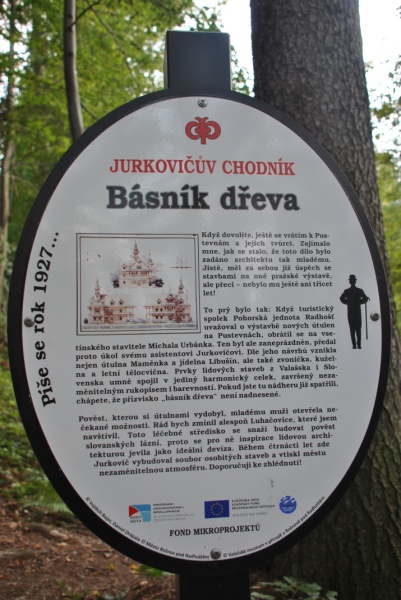 JURKOVIČŮV CHODNÍK
Básník dřeva
Píše se rok 1927...
Když dovolíte, ještě se vrátím k Pus-
tevnám a jejich tvůrci. Zajímalo
mne, jak se stalo, že toto dílo bylo
zadáno architektu tak mladému.
Jistě, měl za sebou již úspěch se
stavbami na oné pražské výstavě,
ale přeci – nebylo mu ještě ani třicet
let!
To prý bylo tak: Když turistický
spolek Pohorská jednota Radhošť
uvažoval o výstavbě nových útulen
na Pustevnách, obrátil se na vse-
tínského stavitele Michala Urbánka. Ten byl ale zaneprázdněn, předal
proto úkol svému asistentovi Jurkovičovi. Dle jeho návrhů vznikla
nejen útulna Maměnka a jídelna Libušín, ale také zvonička, kužel-
na a letní tělocvična. Prvky lidových staveb z Valašska i Slo-
venska umně spojil v jediný harmonický celek, završený neza-
měnitelným rukopisem i barevností. Pokud jste tu nádheru již spatřili,
chápete, že přízvisko „básník dřeva" není nadnesené.
Pověst, kterou si útulnami vydobyl, mladému muži otevřela ne-
čekané možnosti. Rád bych zmínil alespoň Luhačovice, které jsem
navštívil. Toto léčebné středisko se snaží budovat pověst
slovanských lázní, proto se pro ně inspirace lidovou archi-
tekturou jevila jako ideální devíza. Během čtrnácti let zde
Jurkovič vybudoval soubor osobitých staveb a vtiskl městu
nezaměnitelnou atmosféru. Doporučuji ke zhlédnutí!
FOND MIKROPROJEKTŮ